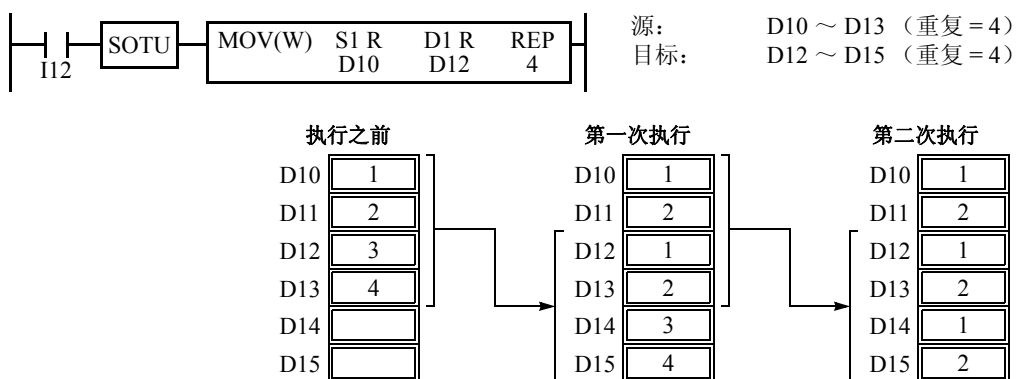 I12 SOTU MOV(W) S1 R D1 R REP
D10 D12 4
源： D10～D13 （重复=4）
目标： D12～D15 （重复=4）
执行之前 第一次执行 第二次执行
D10 1 D10 1 D10 1
D11 2 D11 2 D11 2
D12 3 D12 1 D12 1
D13 4 D13 2 D13 2
D14 D14 3 D14 1
D15 D15 4 D15 2